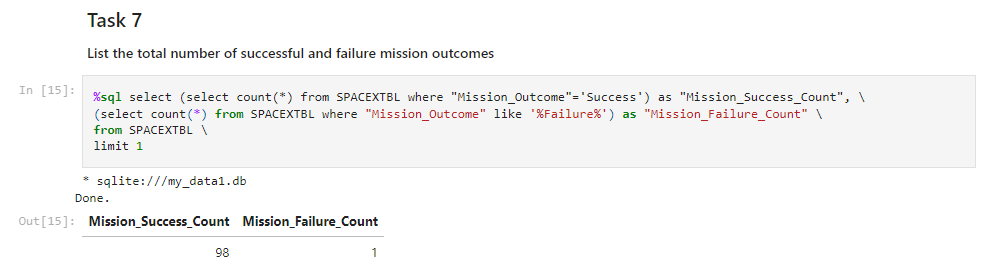 Task 7
List the total number of successful and failure mission outcomes
In [15]: %sql select (select count(*) from SPACEXTBL where "Mission_Outcome"='Success') as "Mission_Success_Count", \
(select count(*) from SPACEXTBL where "Mission_Outcome" like '%Failure%') as "Mission_Failure_Count" \
from SPACEXTBL \
limit 1
* sqlite:///my_data1.db
Done.
Out[15]: Mission_Success_Count Mission_Failure_Count
98 1